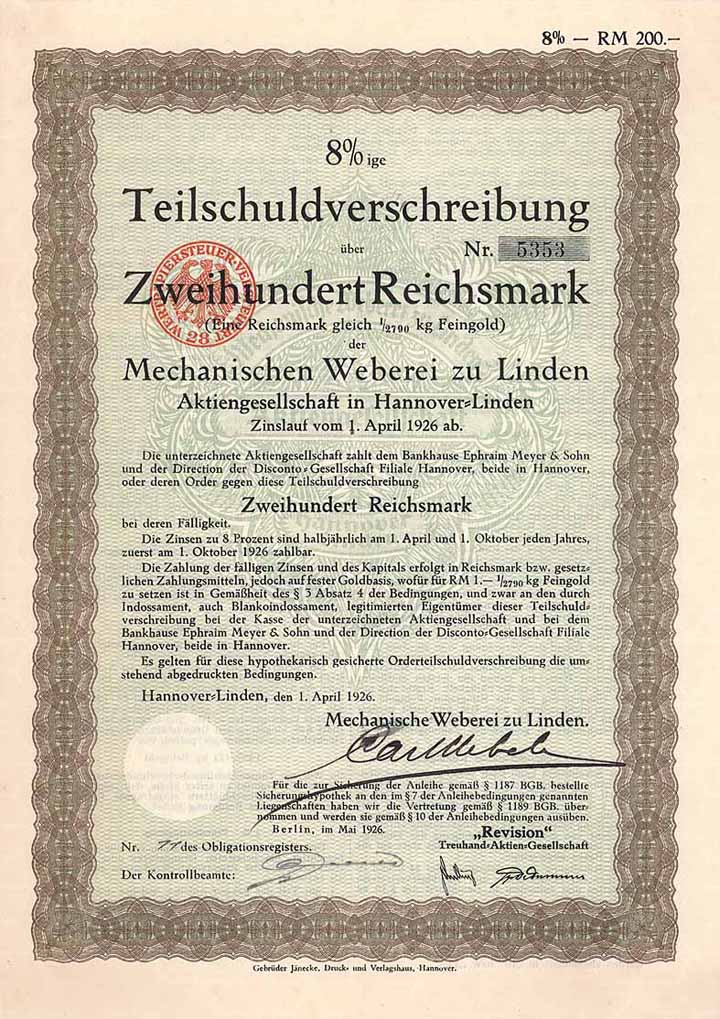 8% — RM 200.—
8% ige
Teilschuldverschreibung
über
Nr. 5353
WERTPAPIERSTEUER-VEREINFART 23
Zweihundert Reichsmark
(Eine Reichsmark gleich 1/2790 kg Feingold)
der
Mechanischen Weberei zu Linden
Aktiengesellschaft in Hannover=Linden
Zinslauf vom 1. April 1926 ab.
Die unterzeichnete Aktiengesellschaft zahlt dem Bankhause Ephraim Meyer & Sohn
und der Direction der Disconto=Gesellschaft Filiale Hannover, beide in Hannover,
oder deren Order gegen diese Teilschuldverschreibung
Zweihundert Reichsmark
bei deren Fälligkeit.
Die Zinsen zu 8 Prozent sind halbjährlich am 1. April und 1. Oktober jeden Jahres,
zuerst am 1. Oktober 1926 zahlbar.
Die Zahlung der fälligen Zinsen und des Kapitals erfolgt in Reichsmark bzw. gesetz=
lichen Zahlungsmitteln, jedoch auf fester Goldbasis, wofür für RM 1.— 1/2790 kg Feingold
zu setzen ist in Gemäßheit des § 3 Absatz 4 der Bedingungen, und zwar an den durch
Indossament, auch Blankoindossament, legitimierten Eigentümer dieser Teilschuld=
verschreibung bei der Kasse der unterzeichneten Aktiengesellschaft und bei dem
Bankhause Ephraim Meyer & Sohn und der Direction der Disconto=Gesellschaft Filiale
Hannover, beide in Hannover.
Es gelten für diese hypothekarisch gesicherte Orderteilschuldverschreibung die um=
stehend abgedruckten Bedingungen.
Hannover=Linden, den 1. April 1926.
Mechanische Weberei zu Linden.
Für die zur Sicherung der Anleihe gemäß § 1187 BGB. bestellte
Sicherungshypothek an den im § 7 der Anleihebedingungen genannten
Liegenschaften haben wir die Vertretung gemäß § 1189 BGB. über=
nommen und werden sie gemäß § 10 der Anleihebedingungen ausüben.
Berlin, im Mai 1926.
„Revision“
Treuhand=Aktien=Gesellschaft
Nr. 11 des Obligationsregisters.
Der Kontrollbeamte:
Gebrüder Jänecke, Druck= und Verlagshaus, Hannover.